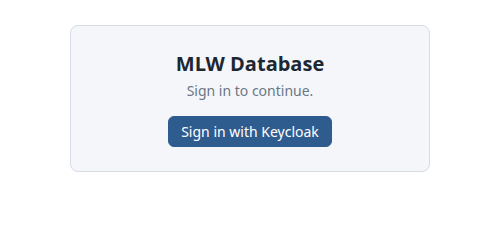 MLW Database
Sign in to continue.
Sign in with Keycloak